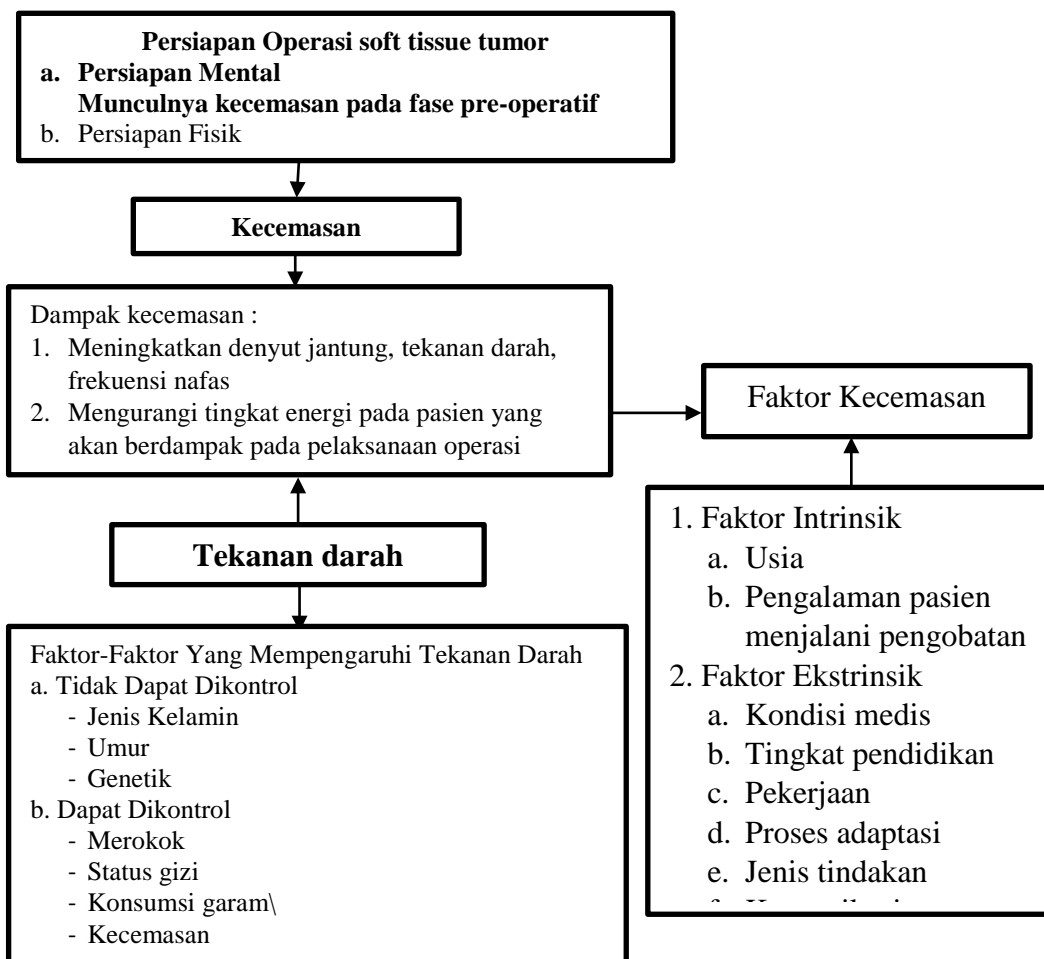 Persiapan Operasi soft tissue tumor
a. Persiapan Mental
Munculnya kecemasan pada fase pre-operatif
b. Persiapan Fisik
Kecemasan
Dampak kecemasan :
1. Meningkatkan denyut jantung, tekanan darah,
frekuensi nafas
2. Mengurangi tingkat energi pada pasien yang
akan berdampak pada pelaksanaan operasi
Faktor Kecemasan
Tekanan darah
1. Faktor Intrinsik
a. Usia
b. Pengalaman pasien
menjalani pengobatan
2. Faktor Ekstrinsik
a. Kondisi medis
b. Tingkat pendidikan
c. Pekerjaan
d. Proses adaptasi
e. Jenis tindakan
Faktor-Faktor Yang Mempengaruhi Tekanan Darah
a. Tidak Dapat Dikontrol
- Jenis Kelamin
- Umur
- Genetik
b. Dapat Dikontrol
- Merokok
- Status gizi
- Konsumsi garam\
- Kecemasan